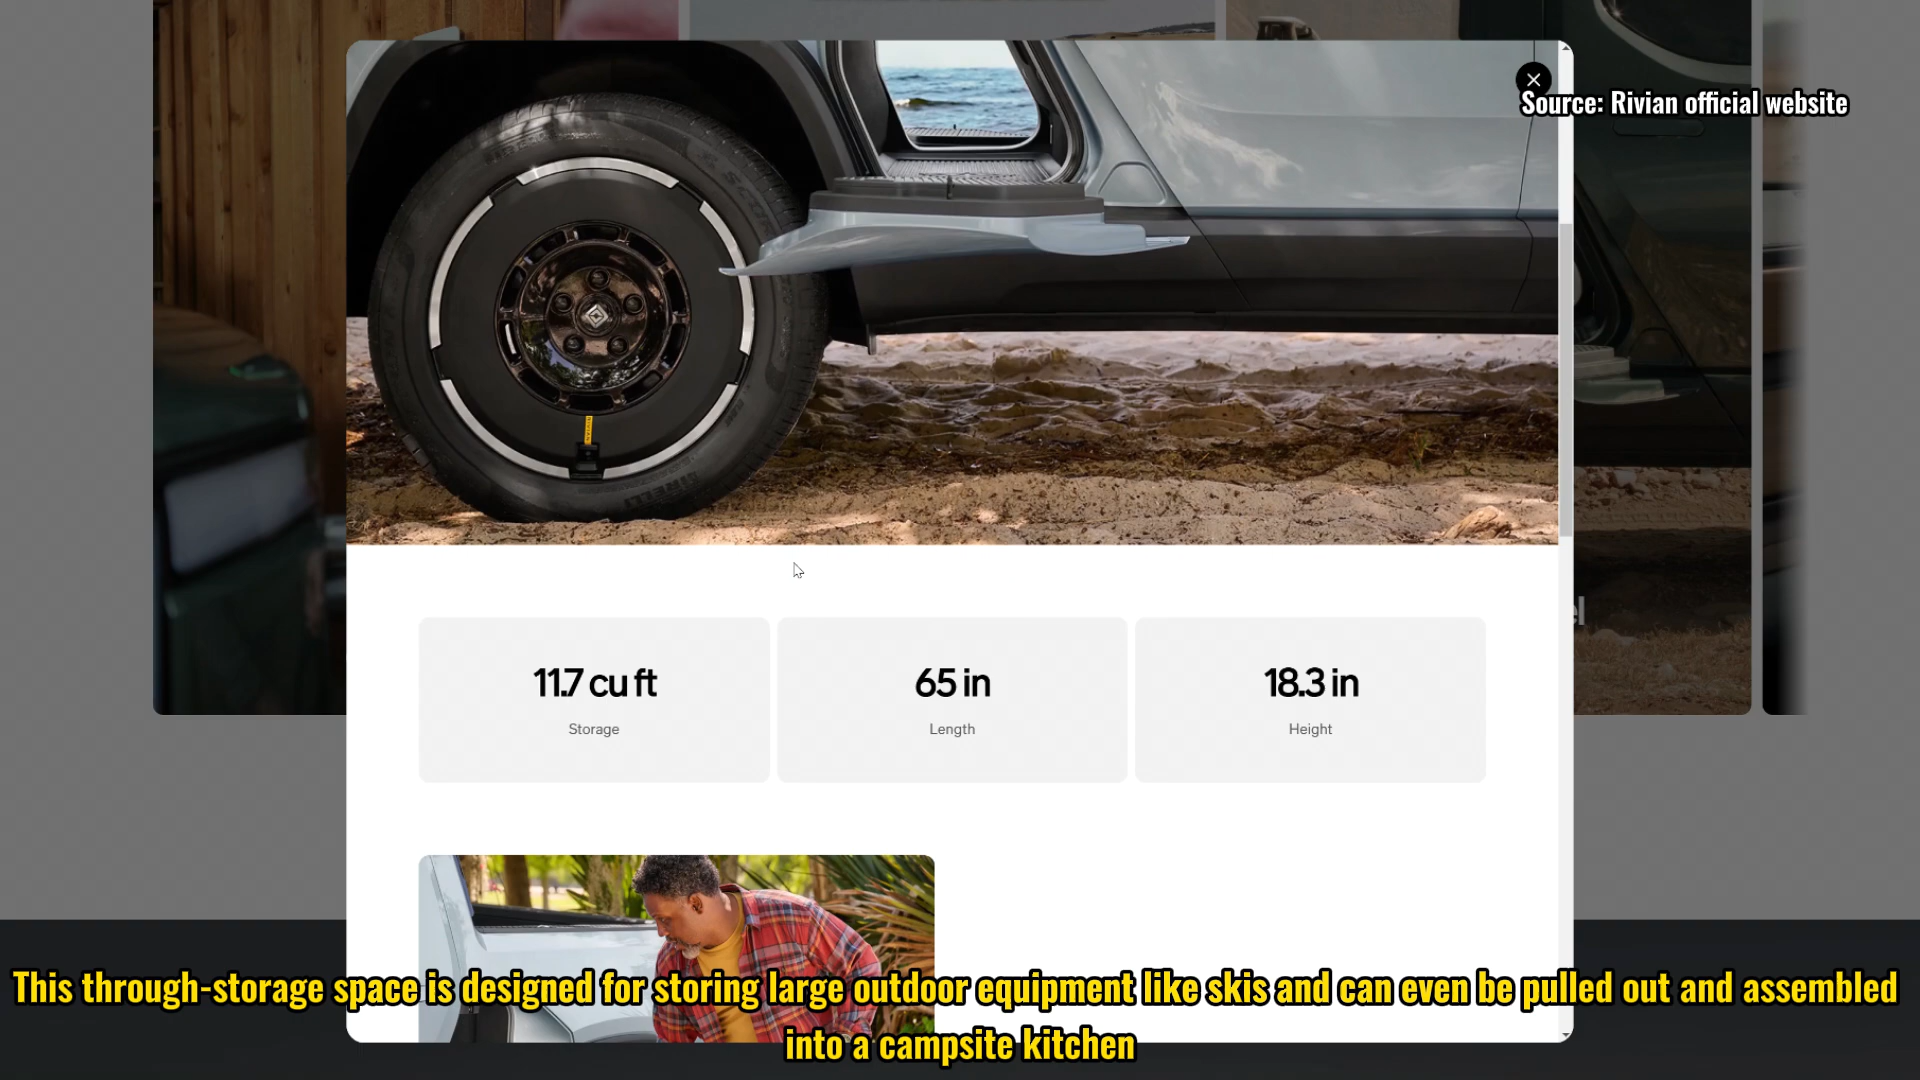 Source: Rivian official website
11.7 cu ft
Storage
65 in
Length
18.3 in
Height
This through-storage space is designed for storing large outdoor equipment like skis and can even be pulled out and assembled
into a campsite kitchen